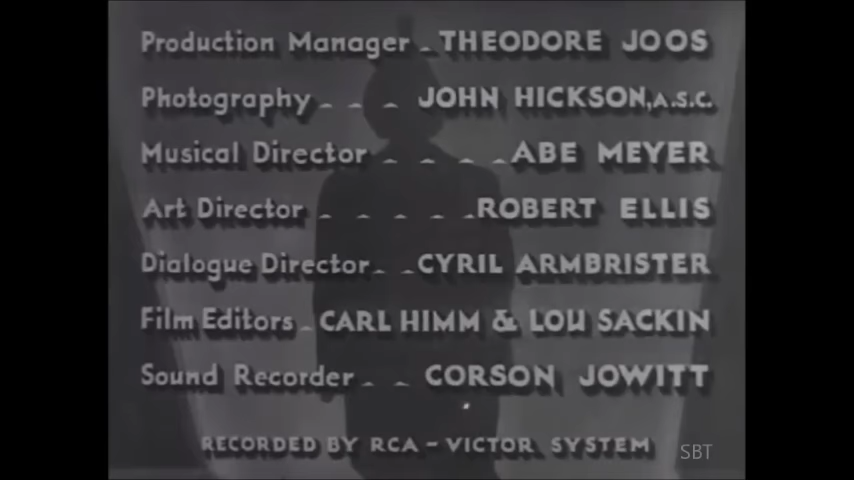 Production Manager - THEODORE JOOS
Photography - - - JOHN HICKSON, A.S.C.
Musical Director - - - - ABE MEYER
Art Director - - - - - ROBERT ELLIS
Dialogue Director - - CYRIL ARMBRISTER
Film Editors - CARL HIMM & LOU SACKIN
Sound Recorder - - CORSON JOWITT
RECORDED BY RCA - VICTOR SYSTEM
SBT